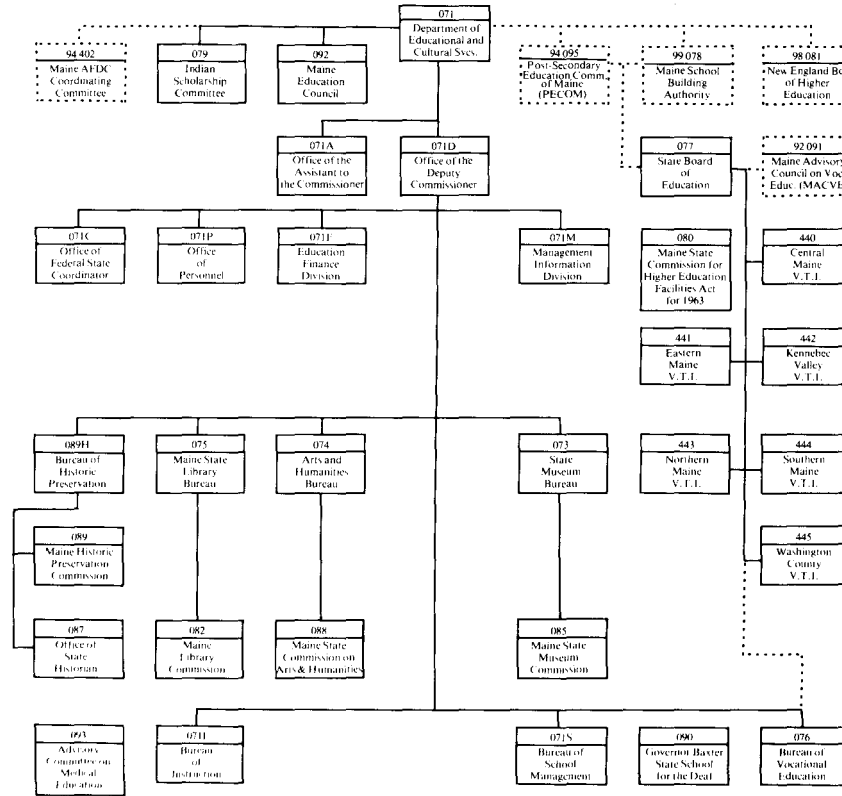 071
Department of
Educational and
Cultural Svcs.
94 402
Maine AFDC
Coordinating
Committee
079
Indian
Scholarship
Committee
092
Maine
Education
Council
94 095
Post-Secondary
Education Comm.
of Maine
(PECOM)
99 078
Maine School
Building
Authority
98 081
New England Bo
of Higher
Education
071A
Office of the
Assistant to
the Commissioner
071D
Office of the
Deputy
Commissioner
077
State Board
of
Education
92 091
Maine Advisory
Council on Voc
Educ. (MACVE
071C
Office of
Federal State
Coordinator
071P
Office
of
Personnel
071F
Education
Finance
Division
071M
Management
Information
Division
080
Maine State
Commission for
Higher Education
Facilities Act
for 1963
440
Central
Maine
V.T.I.
441
Eastern
Maine
V.T.I.
442
Kennebec
Valley
V.T.I.
089H
Bureau of
Historic
Preservation
075
Maine State
Library
Bureau
074
Arts and
Humanities
Bureau
073
State
Museum
Bureau
443
Northern
Maine
V.T.I.
444
Southern
Maine
V.T.I.
089
Maine Historic
Preservation
Commission
445
Washington
County
V.T.I.
087
Office of
State
Historian
082
Maine
Library
Commission
088
Maine State
Commission on
Arts & Humanities
085
Maine State
Museum
Commission
093
Advisory
Committee on
Medical
Education
071I
Bureau
of
Instruction
071S
Bureau of
School
Management
090
Governor Baxter
State School
for the Deaf
076
Bureau of
Vocational
Education